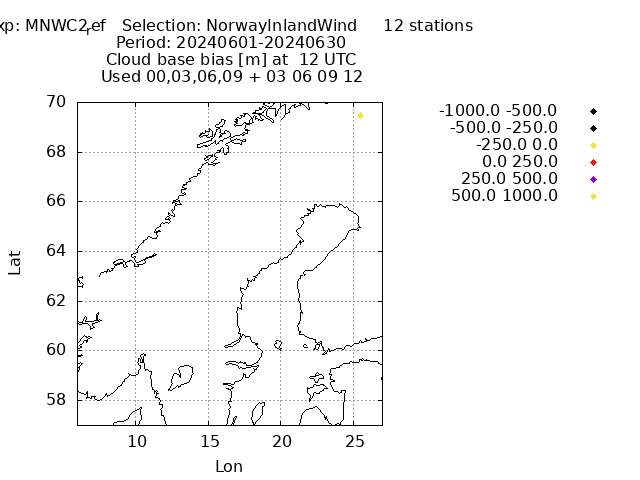 xp: MNWC2ref Selection: NorwayInlandWind 12 stations
Period: 20240601-20240630
Cloud base bias [m] at 12 UTC
Used 00,03,06,09 + 03 06 09 12
-1000.0 -500.0
-500.0 -250.0
-250.0 0.0
0.0 250.0
250.0 500.0
500.0 1000.0
70
68
66
64
62
60
58
Lat
10 15 20 25
Lon